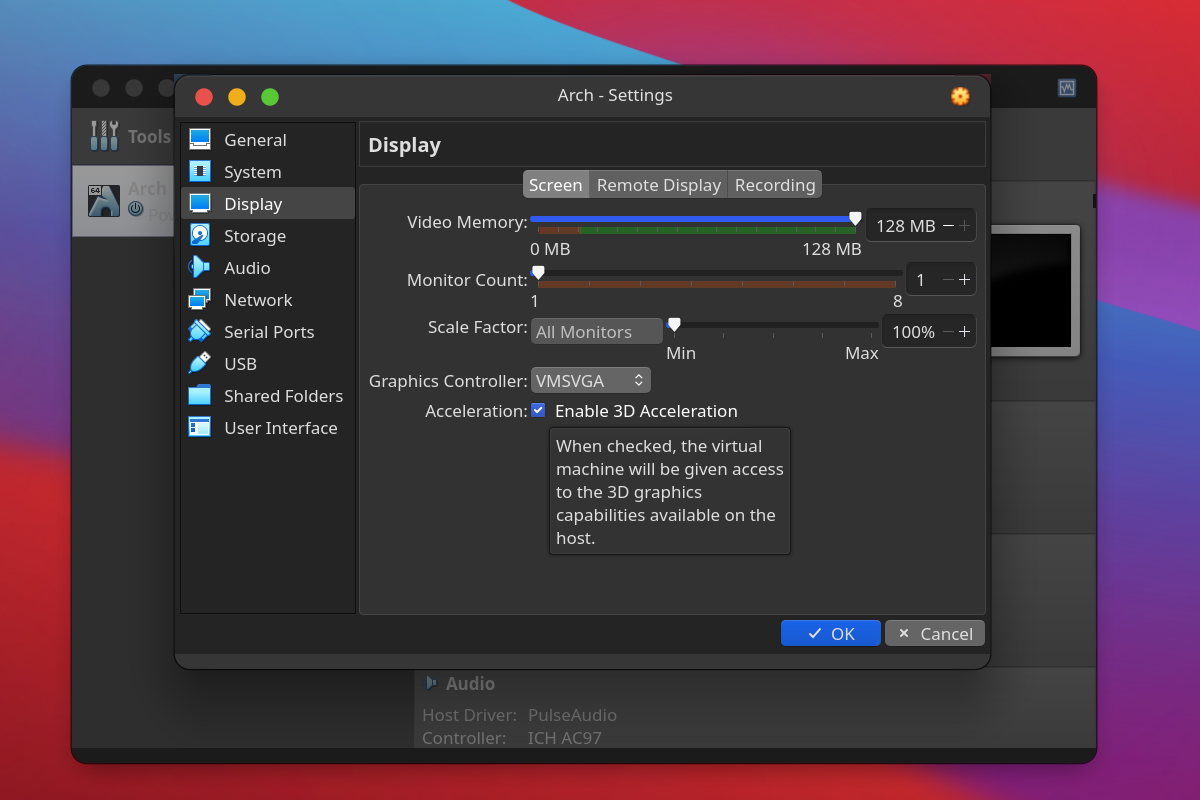 Arch - Settings
Tools
64
Arch
Po
General
System
Display
Storage
Audio
Network
Serial Ports
USB
Shared Folders
User Interface
Display
Screen Remote Display Recording
Video Memory: 128 MB
0 MB 128 MB
Monitor Count: 1
1 8
Scale Factor: All Monitors 100%
Min Max
Graphics Controller: VMSVGA
Acceleration: Enable 3D Acceleration
When checked, the virtual
machine will be given access
to the 3D graphics
capabilities available on the
host.
OK Cancel
Audio
Host Driver: PulseAudio
Controller: ICH AC97